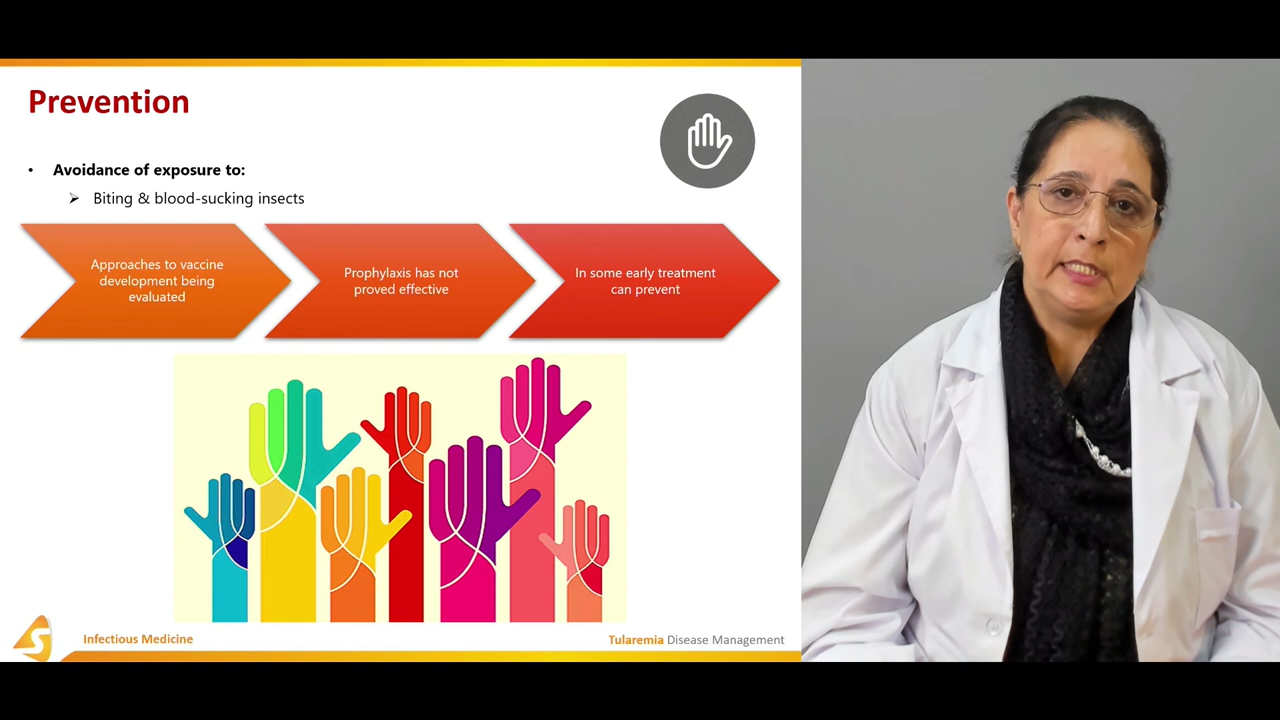 Prevention
• Avoidance of exposure to:
➢ Biting & blood-sucking insects
Approaches to vaccine
development being
evaluated
Prophylaxis has not
proved effective
In some early treatment
can prevent
Infectious Medicine
Tularemia Disease Management